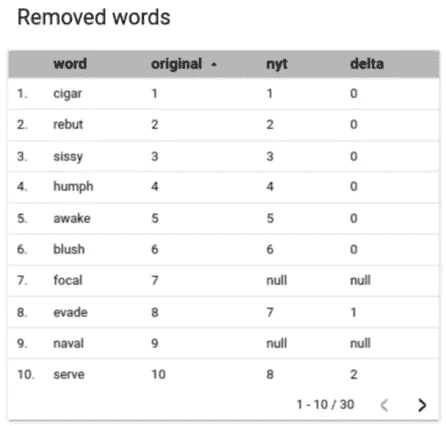 Removed words
word original nyt delta
1. cigar 1 1 0
2. rebut 2 2 0
3. sissy 3 3 0
4. humph 4 4 0
5. awake 5 5 0
6. blush 6 6 0
7. focal 7 null null
8. evade 8 7 1
9. naval 9 null null
10. serve 10 8 2
1 - 10 / 30